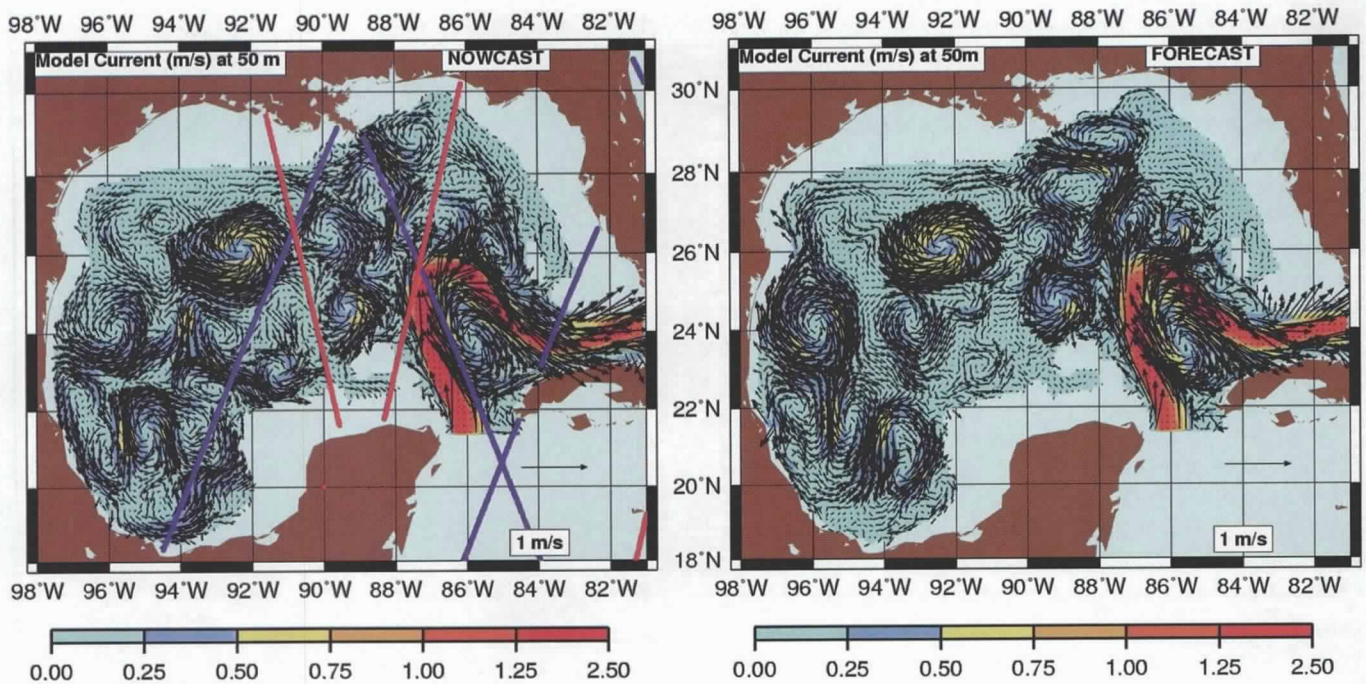 98°W 96°W 94°W 92°W 90°W 88°W 86°W 84°W 82°W 98°W 96°W 94°W 92°W 90°W 88°W 86°W 84°W 82°W
Model Current (m/s) at 50 m NOWCAST Model Current (m/s) at 50m FORECAST
30°N
28°N
26°N
24°N
22°N
20°N
18°N
1 m/s 1 m/s
98°W 96°W 94°W 92°W 90°W 88°W 86°W 84°W 82°W 98°W 96°W 94°W 92°W 90°W 88°W 86°W 84°W 82°W
0.00 0.25 0.50 0.75 1.00 1.25 2.50 0.00 0.25 0.50 0.75 1.00 1.25 2.50